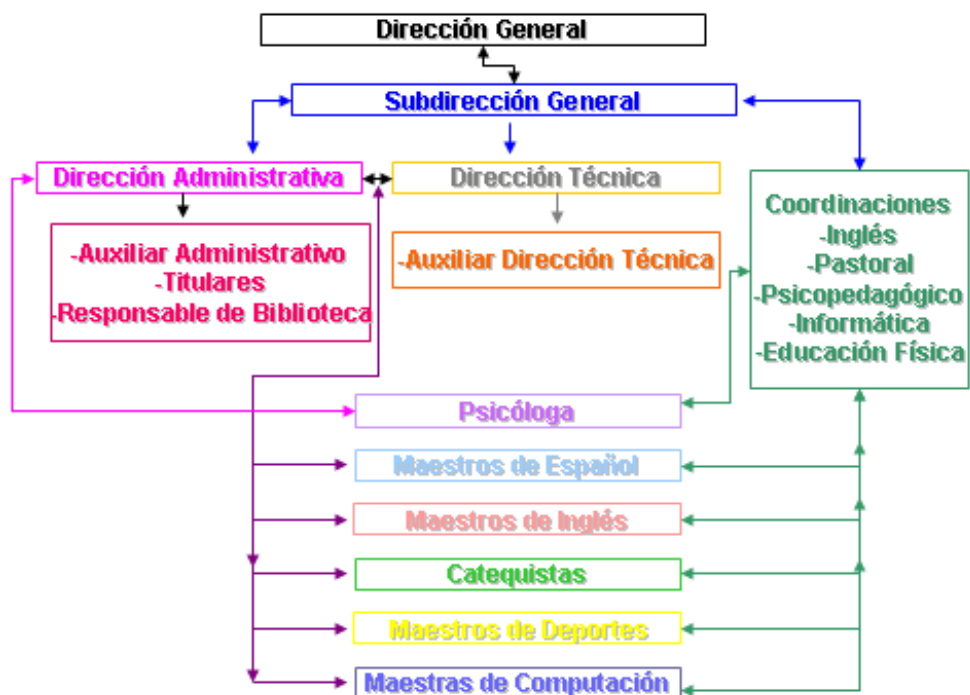 Dirección General
Subdirección General
Dirección Administrativa
Dirección Técnica
Coordinaciones
-Inglés
-Pastoral
-Psicopedagógico
-Informática
-Educación Física
-Auxiliar Administrativo
-Titulares
-Responsable de Biblioteca
-Auxiliar Dirección Técnica
Psicóloga
Maestros de Español
Maestros de Inglés
Catequistas
Maestros de Deportes
Maestras de Computación